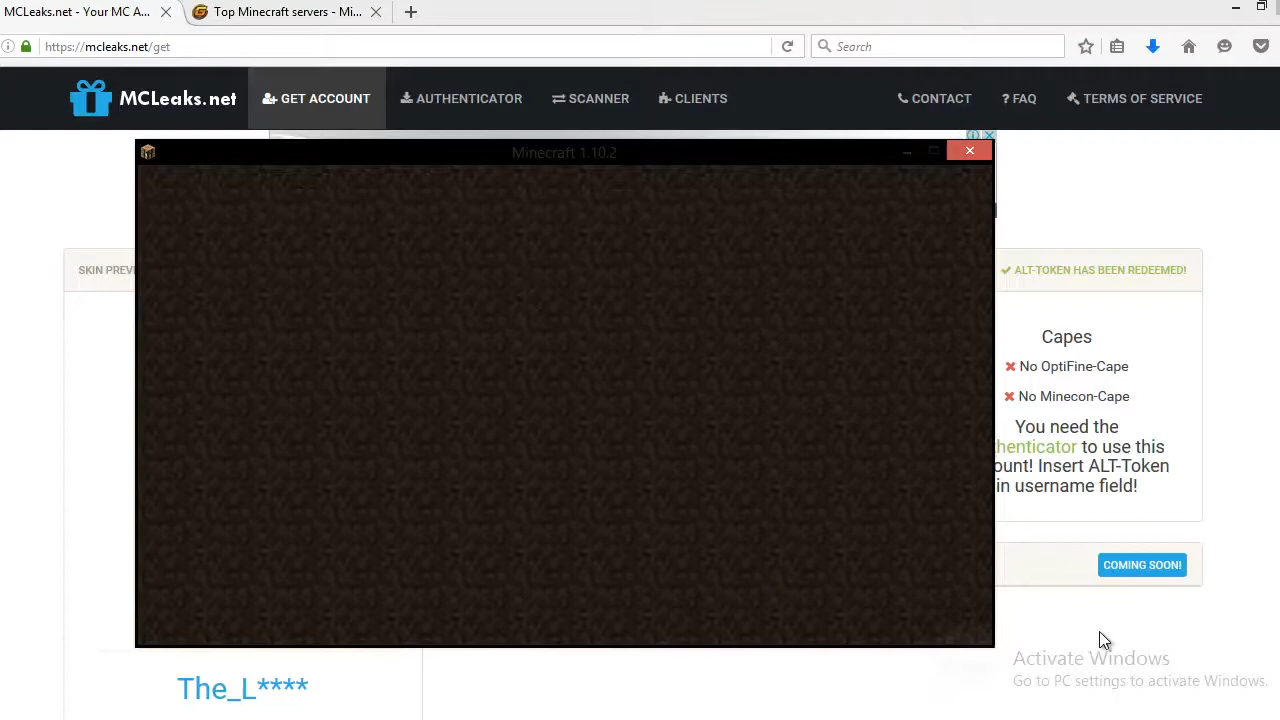 MCLeaks.net - Your MC A...
Top Minecraft servers - Mi...
https://mcleaks.net/get
Search
MCLeaks.net
GET ACCOUNT
AUTHENTICATOR
SCANNER
CLIENTS
CONTACT
? FAQ
TERMS OF SERVICE
Minecraft 1.10.2
SKIN PREV
ALT-TOKEN HAS BEEN REDEEMED!
Capes
No OptiFine-Cape
No Minecon-Cape
You need the
henticator to use this
ount! Insert ALT-Token
in username field!
COMING SOON!
The_L****
Activate Windows
Go to PC settings to activate Windows.